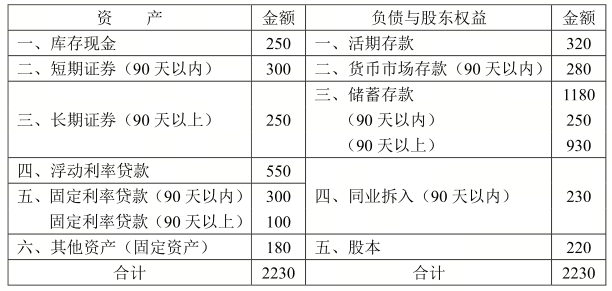 资 产 金额 负债与股东权益 金额
一、库存现金 250 一、活期存款 320
二、短期证券（90 天以内） 300 二、货币市场存款（90 天以内） 280
三、长期证券（90 天以上） 250 三、储蓄存款 1180
（90 天以内） 250
（90 天以上） 930
四、浮动利率贷款 550
五、固定利率贷款（90 天以内） 300 四、同业拆入（90 天以内） 230
固定利率贷款（90 天以上） 100
六、其他资产（固定资产） 180 五、股本 220
合计 2230 合计 2230